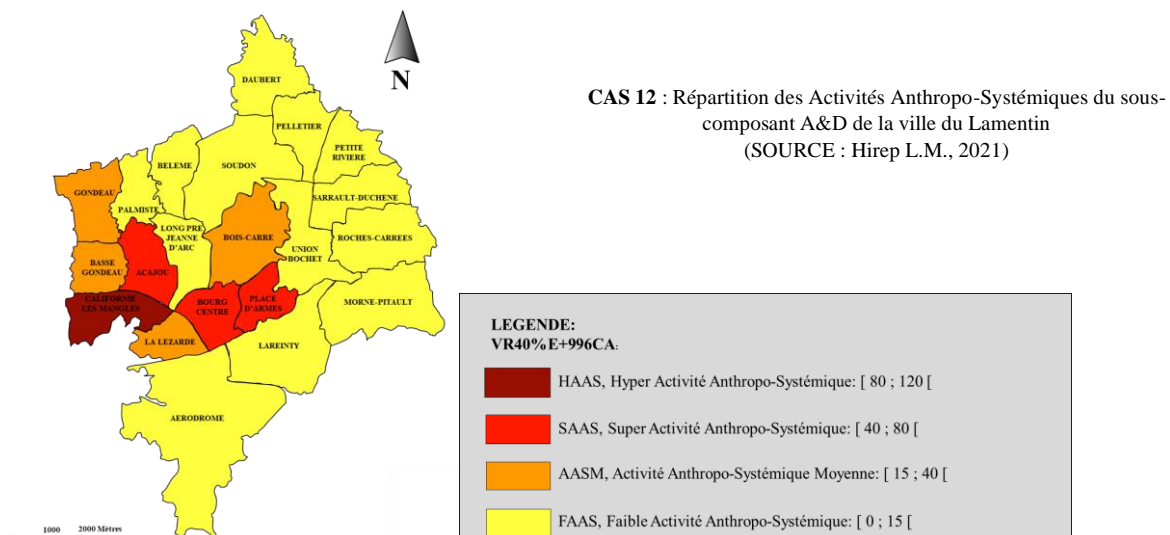 N
CAS 12 : Répartition des Activités Anthropo-Systémiques du sous-
composant A&D de la ville du Lamentin
(SOURCE : Hirep L.M., 2021)
DAUBERT
PELLETIER
PETITE
RIVIERE
BELEME
SOUDON
GONDEAU
SARRAULT-DUCHENE
PALMISTE
LONG PRE
JEANNE
D'ARC
BOIS-CARRE
ROCHES-CARREES
UNION
BOCHET
BASSE
GONDEAU
ACAJOU
CALIFORNIE
LES MANGLES
BOURG
CENTRE
PLACE
D'ARMES
MORNE-PITAULT
LA LEZARDE
LAREINTY
AERODROME
1000 2000 Mètres
LEGENDE:
VR40%E+996CA:
HAAS, Hyper Activité Anthropo-Systémique: [ 80 ; 120 [
SAAS, Super Activité Anthropo-Systémique: [ 40 ; 80 [
AASM, Activité Anthropo-Systémique Moyenne: [ 15 ; 40 [
FAAS, Faible Activité Anthropo-Systémique: [ 0 ; 15 [